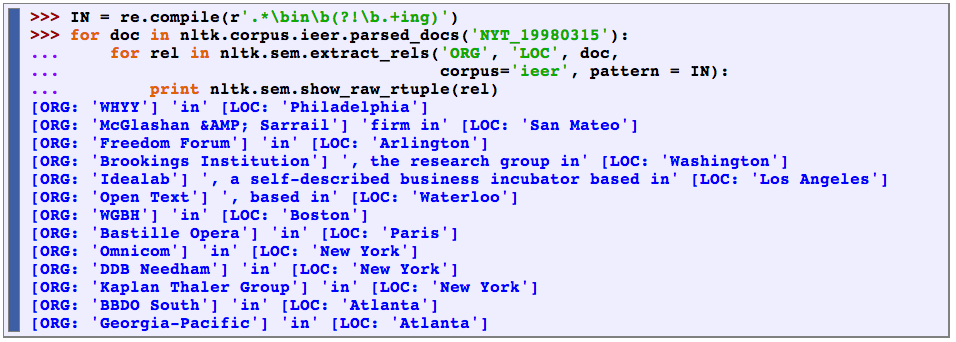 >>> IN = re.compile(r'.*\bin\b(?!\b.+ing)')
>>> for doc in nltk.corpus.ieer.parsed_docs('NYT_19980315'):
...     for rel in nltk.sem.extract_rels('ORG', 'LOC', doc,
...                                      corpus='ieer', pattern = IN):
...         print nltk.sem.show_raw_rtuple(rel)
[ORG: 'WHYY'] 'in' [LOC: 'Philadelphia']
[ORG: 'McGlashan &AMP; Sarrail'] 'firm in' [LOC: 'San Mateo']
[ORG: 'Freedom Forum'] 'in' [LOC: 'Arlington']
[ORG: 'Brookings Institution'] ', the research group in' [LOC: 'Washington']
[ORG: 'Idealab'] ', a self-described business incubator based in' [LOC: 'Los Angeles']
[ORG: 'Open Text'] ', based in' [LOC: 'Waterloo']
[ORG: 'WGBH'] 'in' [LOC: 'Boston']
[ORG: 'Bastille Opera'] 'in' [LOC: 'Paris']
[ORG: 'Omnicom'] 'in' [LOC: 'New York']
[ORG: 'DDB Needham'] 'in' [LOC: 'New York']
[ORG: 'Kaplan Thaler Group'] 'in' [LOC: 'New York']
[ORG: 'BBDO South'] 'in' [LOC: 'Atlanta']
[ORG: 'Georgia-Pacific'] 'in' [LOC: 'Atlanta']